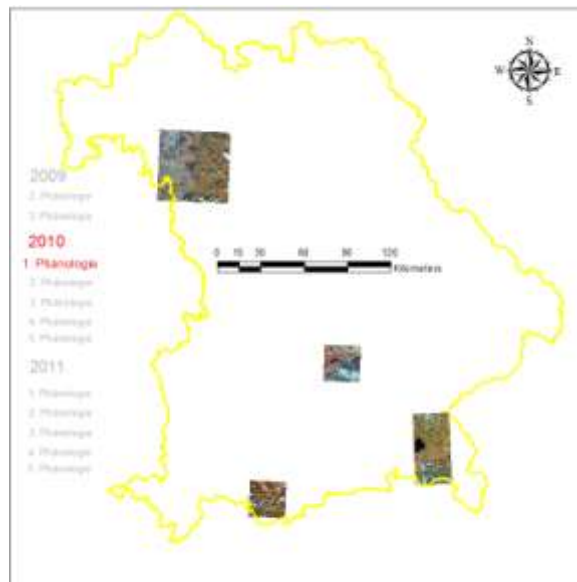 N
W E
S
2009
2. Phänologie
3. Phänologie
2010
1. Phänologie
2. Phänologie
3. Phänologie
4. Phänologie
5. Phänologie
2011
1. Phänologie
2. Phänologie
3. Phänologie
4. Phänologie
5. Phänologie
0 15 30 60 90 120
Kilometers